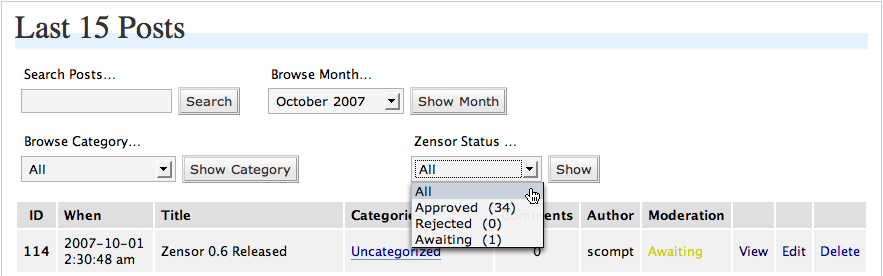 Last 15 Posts
Search Posts... Browse Month...
Search October 2007 Show Month
Browse Category... Zensor Status ...
All Show Category All Show
All
Approved (34)
Rejected (0)
Awaiting (1)
ID When Title Categori mments Author Moderation
114 2007-10-01 2:30:48 am Zensor 0.6 Released Uncategorized 0 scompt Awaiting View Edit Delete